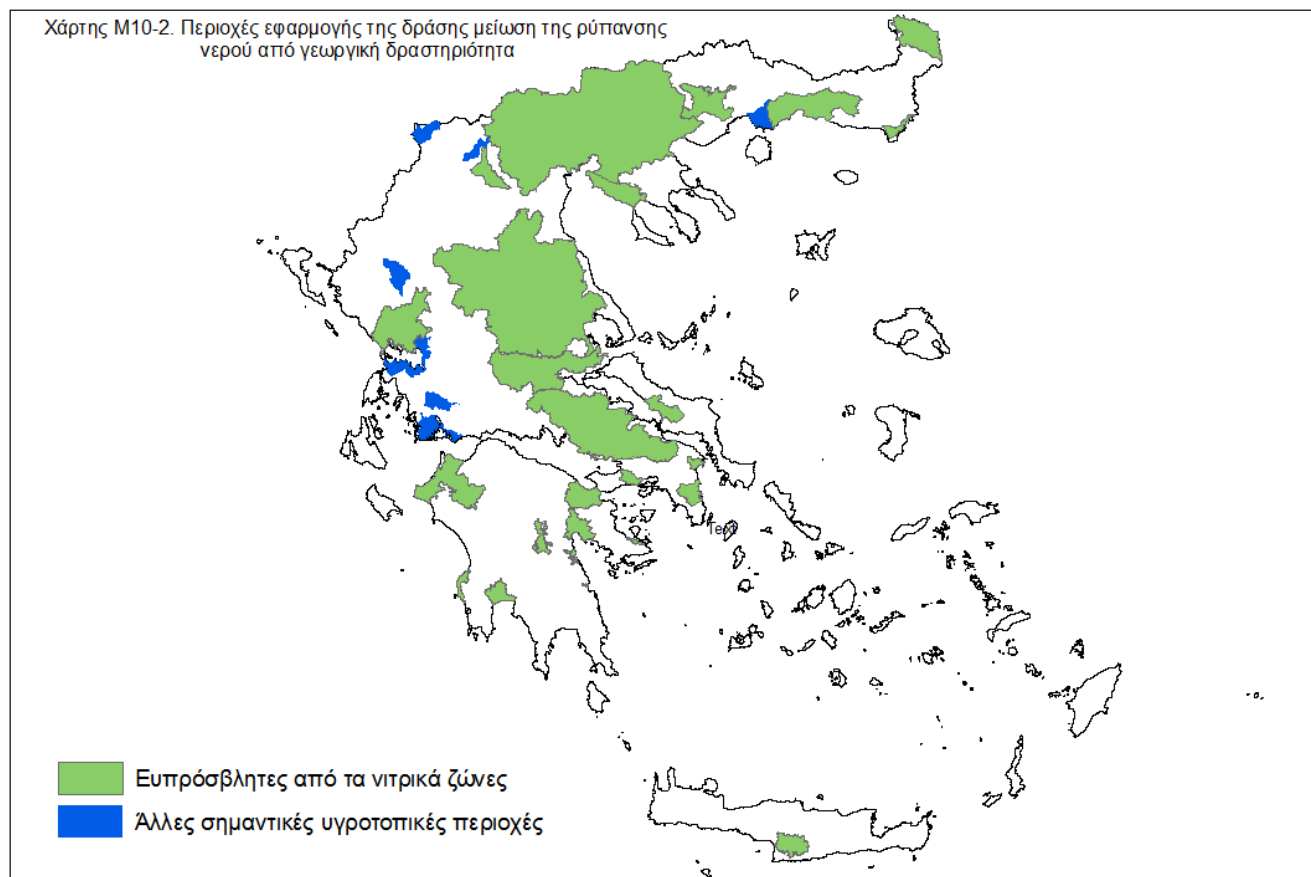 Χάρτης Μ10-2. Περιοχές εφαρμογής της δράσης μείωση της ρύπανσης
νερού από γεωργική δραστηριότητα
Text
Ευπρόσβλητες από τα νιτρικά ζώνες
Άλλες σημαντικές υγροτοπικές περιοχές